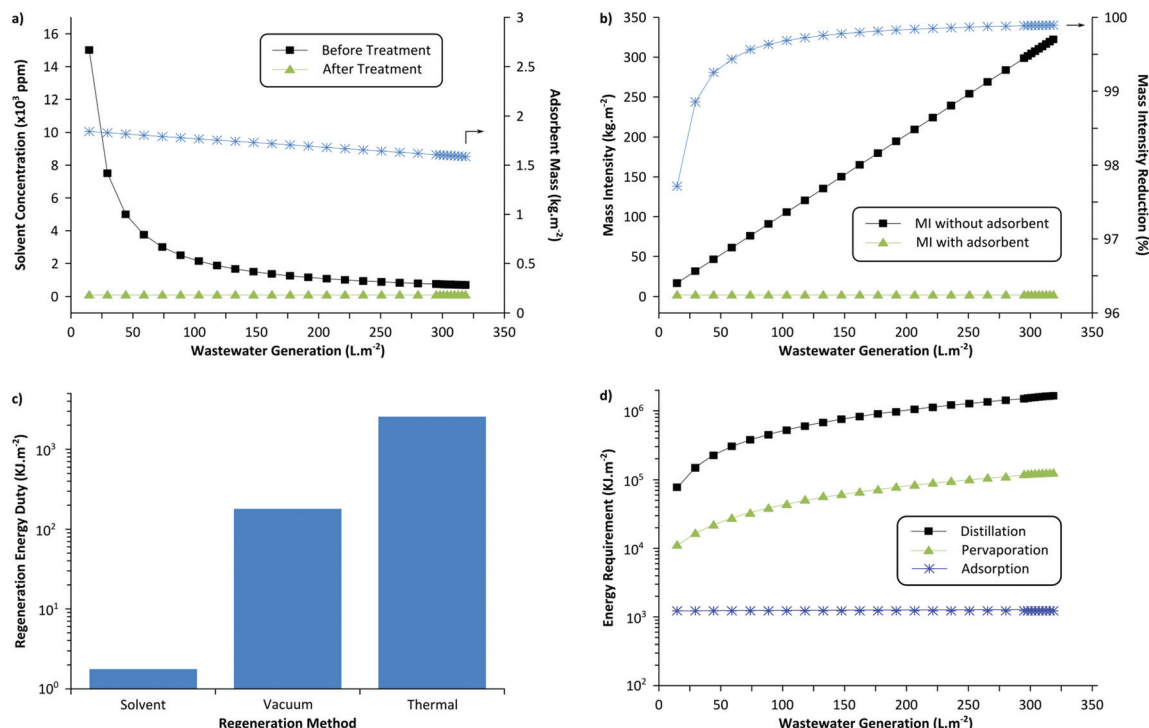 a)
Solvent Concentration (x10³ ppm)
16
14
12
10
8
6
4
2
0
Before Treatment
After Treatment
3
2.5
2
1.5
1
0.5
0
Adsorbent Mass (kg.m⁻²)
0 50 100 150 200 250 300 350
Wastewater Generation (L.m⁻²)
b)
Mass Intensity (kg.m⁻²)
350
300
250
200
150
100
50
0
MI without adsorbent
MI with adsorbent
100
99
98
97
96
Mass Intensity Reduction (%)
0 50 100 150 200 250 300 350
Wastewater Generation (L.m⁻²)
c)
Regeneration Energy Duty (KJ.m⁻²)
10³
10²
10¹
10⁰
Solvent Vacuum Thermal
Regeneration Method
d)
Energy Requirement (KJ.m⁻²)
10⁶
10⁵
10⁴
10³
10²
Distillation
Pervaporation
Adsorption
0 50 100 150 200 250 300 350
Wastewater Generation (L.m⁻²)